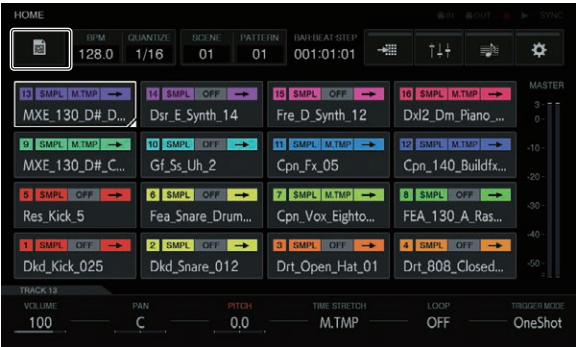 HOME IN OUT SYNC
BPM QUANTIZE SCENE PATTERN BAR:BEAT:STEP
128.0 1/16 01 01 001:01:01
13 SMPL M.TMP 14 SMPL OFF 15 SMPL OFF 16 SMPL M.TMP MASTER
MXE_130_D#_D... Dsr_E_Synth_14 Fre_D_Synth_12 Dxl2_Dm_Piano_...
3
0
9 SMPL M.TMP 10 SMPL OFF 11 SMPL M.TMP 12 SMPL M.TMP -10
MXE_130_D#_C... Gf_Ss_Uh_2 Cpn_Fx_05 Cpn_140_Buildfx...
-20
5 SMPL OFF 6 SMPL OFF 7 SMPL M.TMP 8 SMPL OFF
Res_Kick_5 Fea_Snare_Drum... Cpn_Vox_Eighto... FEA_130_A_Ras...
-30
-40
1 SMPL OFF 2 SMPL OFF 3 SMPL OFF 4 SMPL OFF
Dkd_Kick_025 Dkd_Snare_012 Drt_Open_Hat_01 Drt_808_Closed...
-50
TRACK 13
VOLUME PAN PITCH TIME STRETCH LOOP TRIGGER MODE
100 C 0.0 M.TMP OFF OneShot